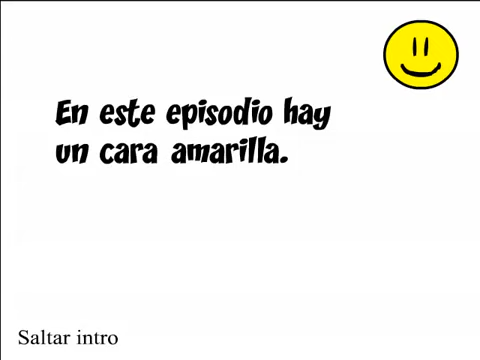 En este episodio hay
un cara amarilla.
Saltar intro